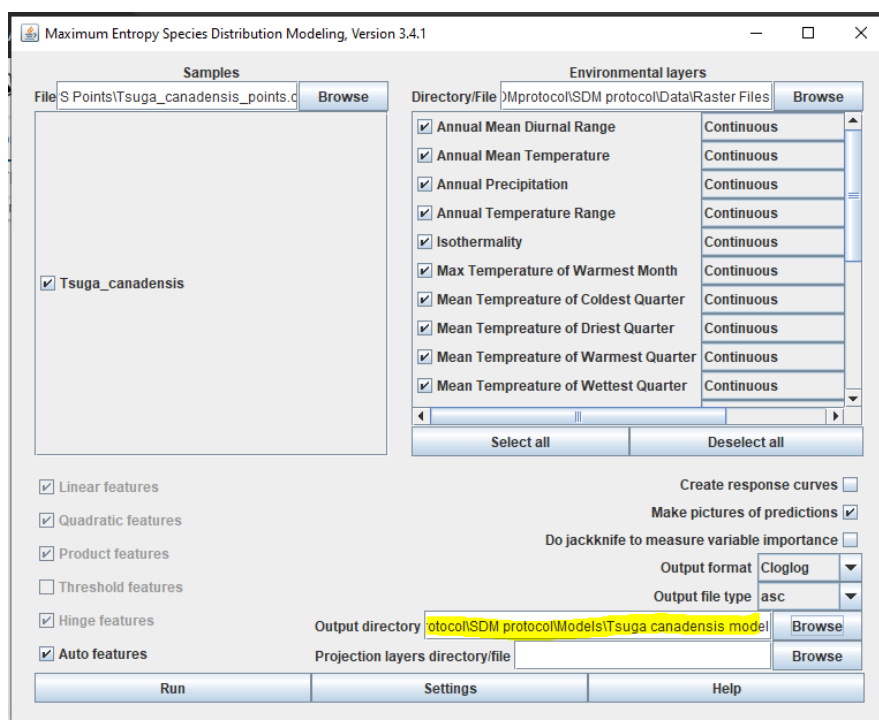 Maximum Entropy Species Distribution Modeling, Version 3.4.1
Samples
File 'S Points\Tsuga_canadensis_points.c Browse
Environmental layers
Directory/File )Mprotocol\SDM protocol\Data\Raster Files Browse
Tsuga_canadensis
Annual Mean Diurnal Range Continuous
Annual Mean Temperature Continuous
Annual Precipitation Continuous
Annual Temperature Range Continuous
Isothermality Continuous
Max Temperature of Warmest Month Continuous
Mean Tempreature of Coldest Quarter Continuous
Mean Tempreature of Driest Quarter Continuous
Mean Tempreature of Warmest Quarter Continuous
Mean Tempreature of Wettest Quarter Continuous
Select all Deselect all
Linear features
Quadratic features
Product features
Threshold features
Hinge features
Auto features
Create response curves
Make pictures of predictions
Do jackknife to measure variable importance
Output format Cloglog
Output file type asc
Output directory rotocol\SDM protocol\Models\Tsuga canadensis model Browse
Projection layers directory/file Browse
Run Settings Help